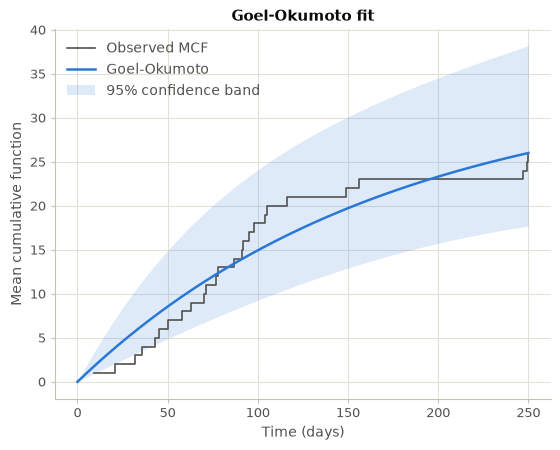 Goel-Okumoto fit
Observed MCF
Goel-Okumoto
95% confidence band
Mean cumulative function
40
35
30
25
20
15
10
5
0
0 50 100 150 200 250
Time (days)